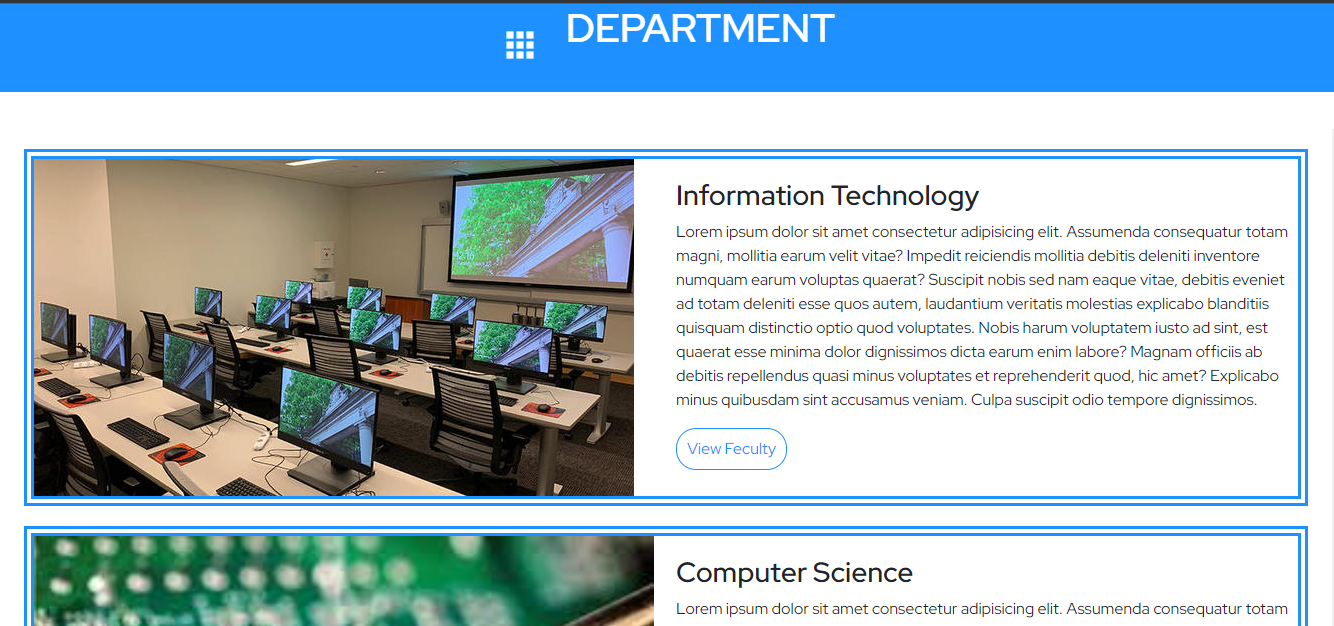 DEPARTMENT
Information Technology
Lorem ipsum dolor sit amet consectetur adipisicing elit. Assumenda consequatur totam
magni, mollitia earum velit vitae? Impedit reiciendis mollitia debitis deleniti inventore
numquam earum voluptas quaerat? Suscipit nobis sed nam eaque vitae, debitis eveniet
ad totam deleniti esse quos autem, laudantium veritatis molestias explicabo blanditiis
quisquam distinctio optio quod voluptates. Nobis harum voluptatem iusto ad sint, est
quaerat esse minima dolor dignissimos dicta earum enim labore? Magnam officiis ab
debitis repellendus quasi minus voluptates et reprehenderit quod, hic amet? Explicabo
minus quibusdam sint accusamus veniam. Culpa suscipit odio tempore dignissimos.
View Feculty
Computer Science
Lorem ipsum dolor sit amet consectetur adipisicing elit. Assumenda consequatur totam